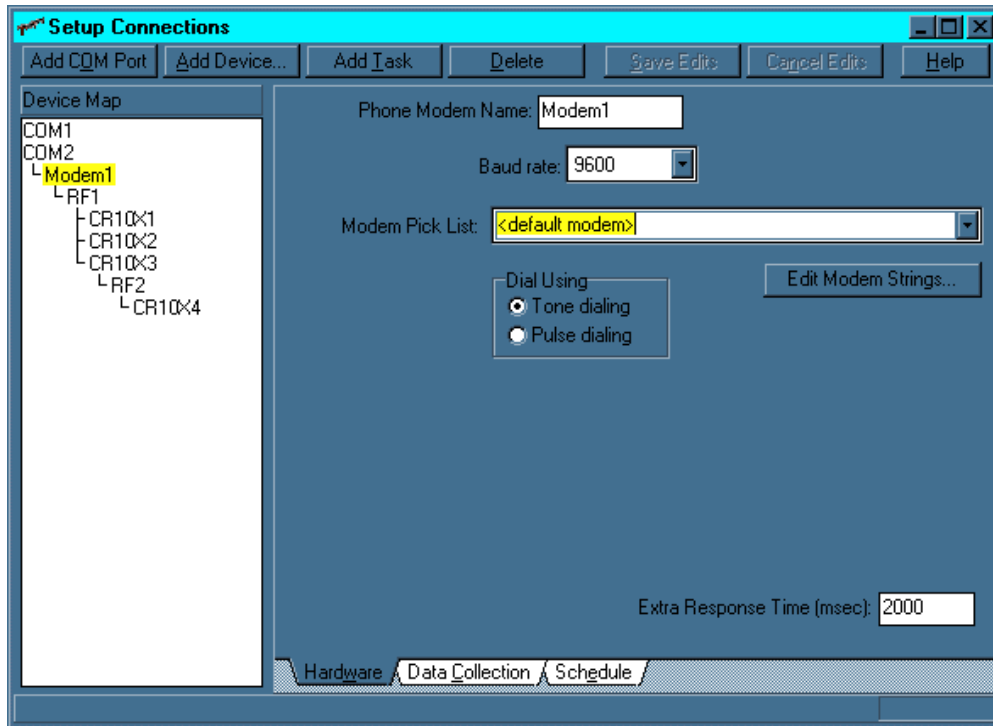 Setup Connections
Add COM Port Add Device... Add Task Delete Save Edits Cancel Edits Help
Device Map
COM1
COM2
Modem1
RF1
CR10X1
CR10X2
CR10X3
RF2
CR10X4
Phone Modem Name: Modem1
Baud rate: 9600
Modem Pick List: <default modem>
Dial Using
Tone dialing
Pulse dialing
Edit Modem Strings...
Extra Response Time (msec): 2000
Hardware Data Collection Schedule